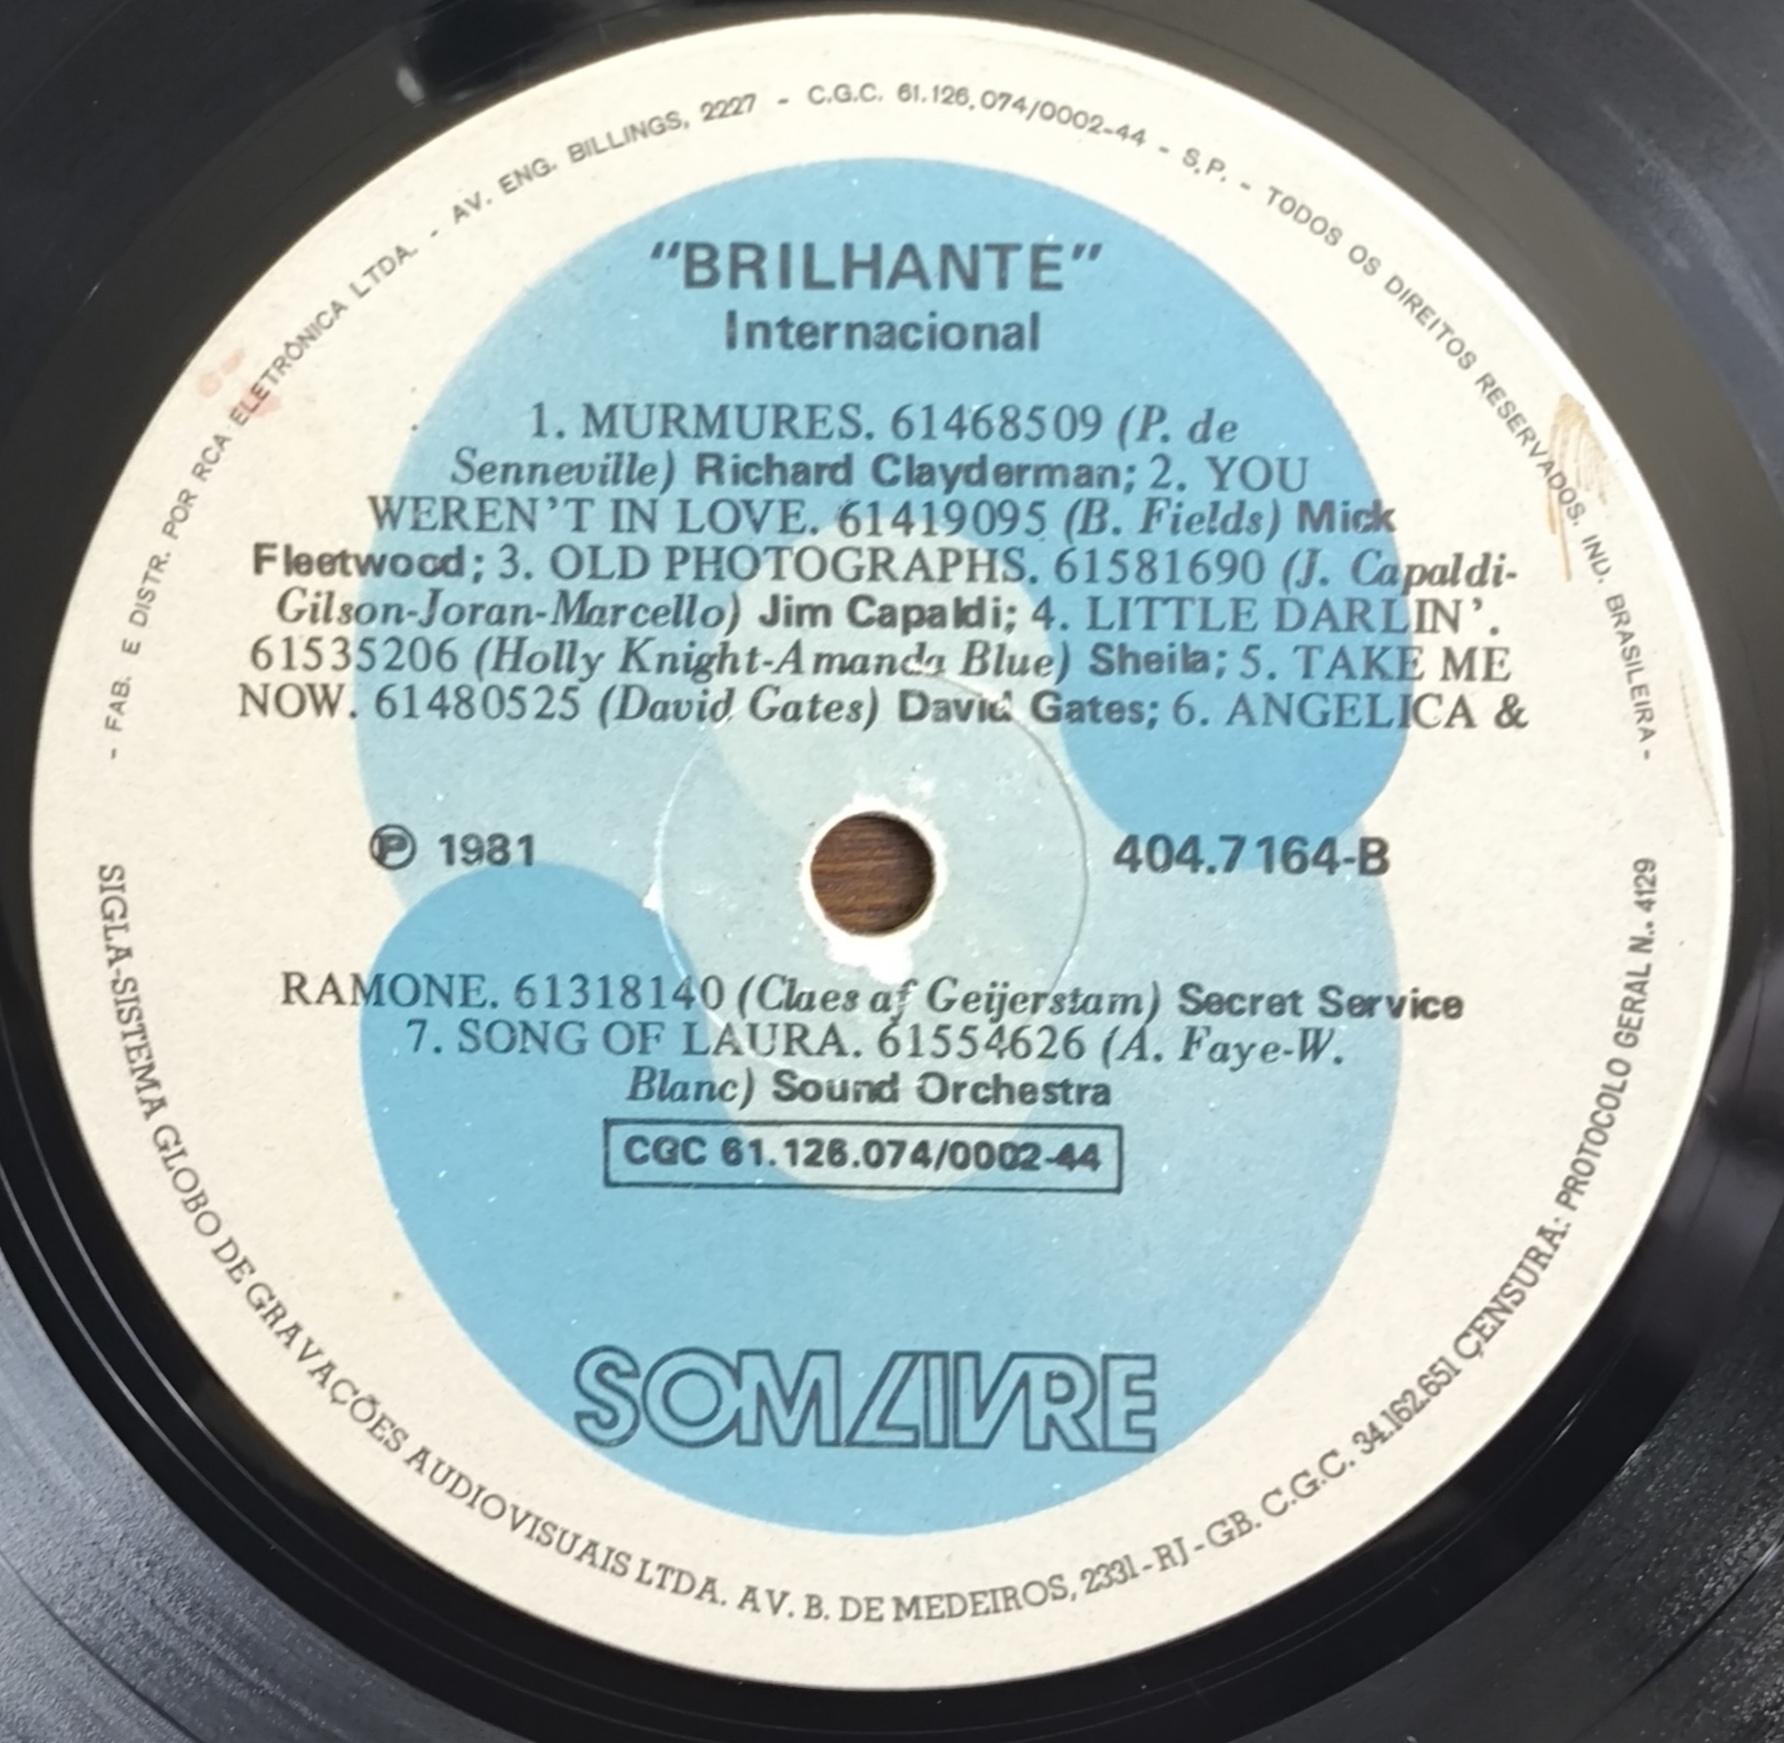 - FAB. E DISTR. POR RCA ELETRÔNICA LTDA. - AV. ENG. BILLINGS, 2227 - C.G.C. 61.126.074/0002-44 - S.P. - TODOS OS DIREITOS RESERVADOS. IND. BRASILEIRA -
“BRILHANTE”
Internacional
1. MURMURES. 61468509 (P. de
Senneville) Richard Clayderman; 2. YOU
WEREN'T IN LOVE. 61419095 (B. Fields) Mick
Fleetwood; 3. OLD PHOTOGRAPHS. 61581690 (J. Capaldi-
Gilson-Joran-Marcello) Jim Capaldi; 4. LITTLE DARLIN'.
61535206 (Holly Knight-Amanda Blue) Sheila; 5. TAKE ME
NOW. 61480525 (David Gates) David Gates; 6. ANGELICA &
℗ 1981
404.7164-B
RAMONE. 61318140 (Claes af Geijerstam) Secret Service
7. SONG OF LAURA. 61554626 (A. Faye-W.
Blanc) Sound Orchestra
CGC 61.126.074/0002-44
SOM LIVRE
SIGLA-SISTEMA GLOBO DE GRAVAÇÕES AUDIOVISUAIS LTDA. AV. B. DE MEDEIROS, 2331-RJ-GB. C.G.C. 34.162.651 CENSURA: PROTOCOLO GERAL N.. 4129